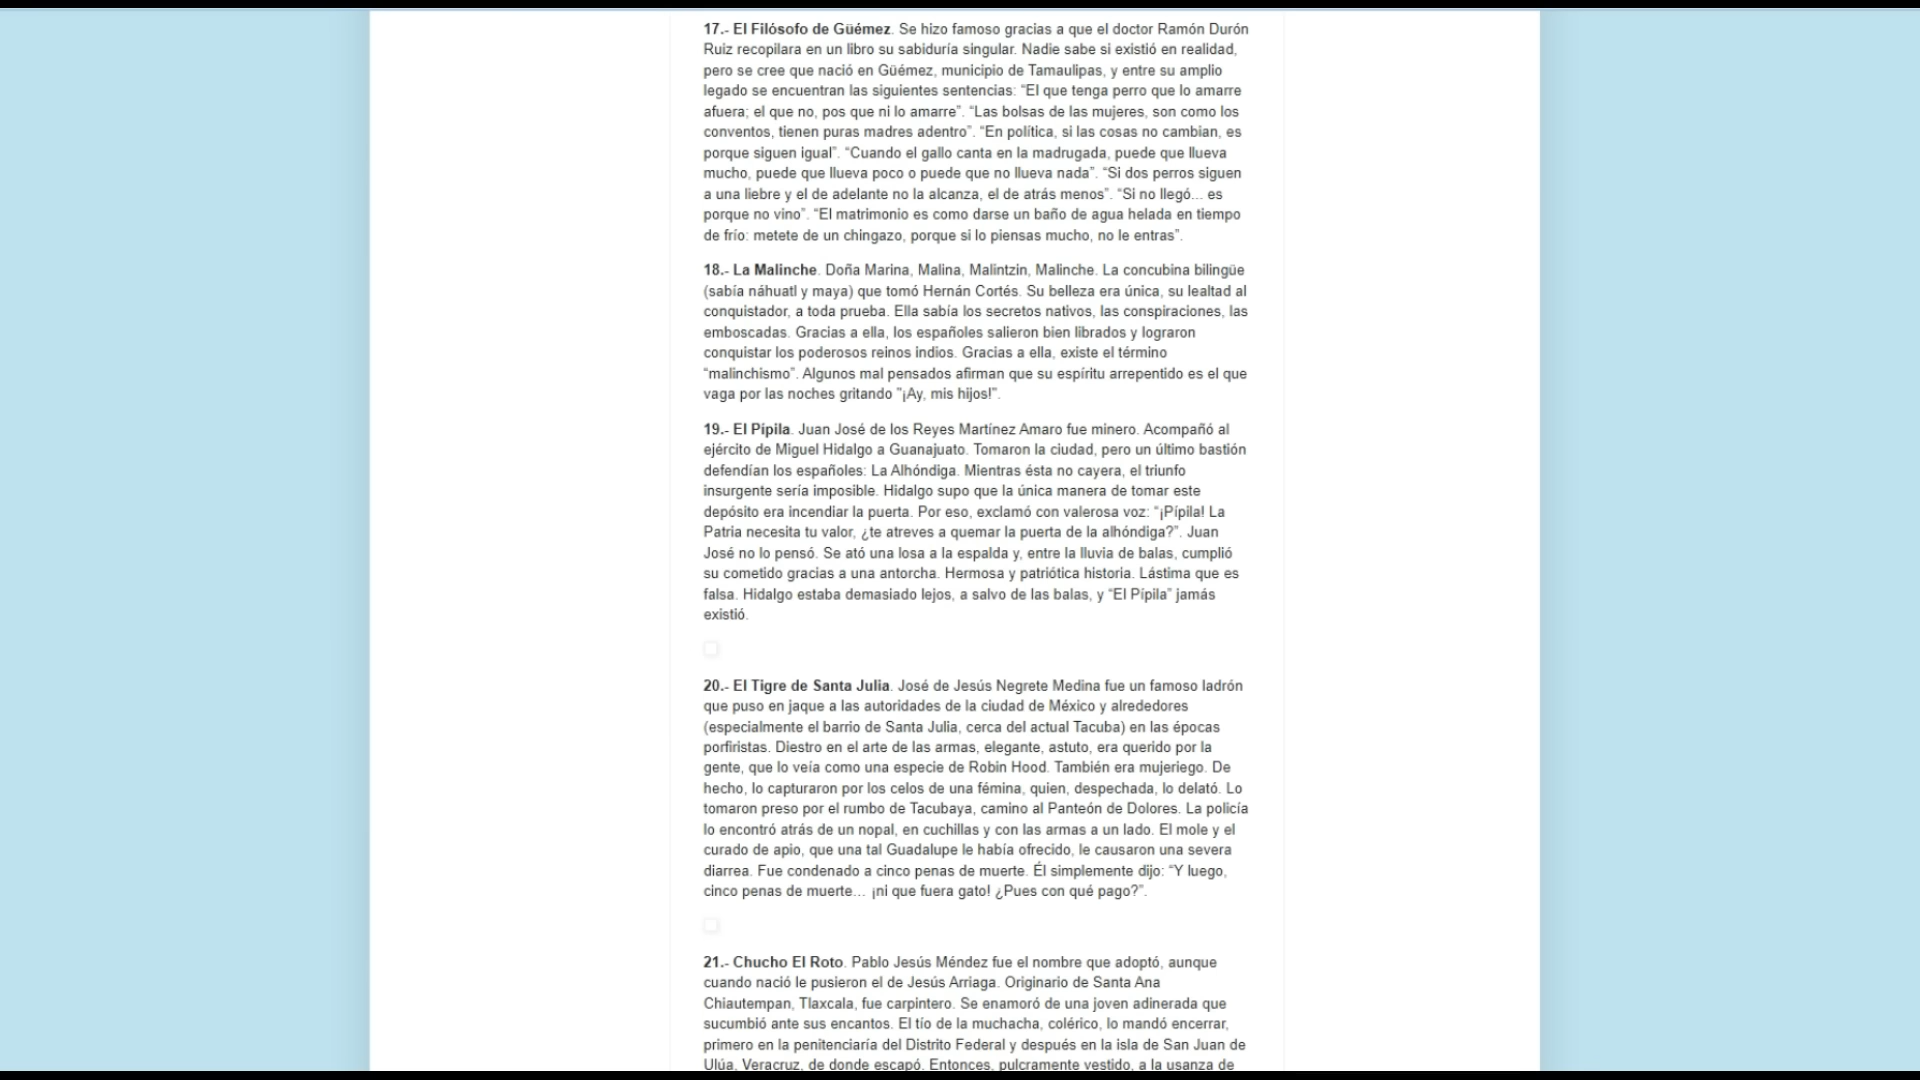 17.- El Filósofo de Güémez. Se hizo famoso gracias a que el doctor Ramón Durón
Ruiz recopilara en un libro su sabiduría singular. Nadie sabe si existió en realidad,
pero se cree que nació en Güémez, municipio de Tamaulipas, y entre su amplio
legado se encuentran las siguientes sentencias: “El que tenga perro que lo amarre
afuera; el que no, pos que ni lo amarre”. “Las bolsas de las mujeres, son como los
conventos, tienen puras madres adentro”. “En política, si las cosas no cambian, es
porque siguen igual”. “Cuando el gallo canta en la madrugada, puede que llueva
mucho, puede que llueva poco o puede que no llueva nada”. “Si dos perros siguen
a una liebre y el de adelante no la alcanza, el de atrás menos”. “Si no llegó... es
porque no vino”. “El matrimonio es como darse un baño de agua helada en tiempo
de frío: metete de un chingazo, porque si lo piensas mucho, no le entras”.
18.- La Malinche. Doña Marina, Malina, Malintzin, Malinche. La concubina bilingüe
(sabía náhuatl y maya) que tomó Hernán Cortés. Su belleza era única, su lealtad al
conquistador, a toda prueba. Ella sabía los secretos nativos, las conspiraciones, las
emboscadas. Gracias a ella, los españoles salieron bien librados y lograron
conquistar los poderosos reinos indios. Gracias a ella, existe el término
“malinchismo”. Algunos mal pensados afirman que su espíritu arrepentido es el que
vaga por las noches gritando "¡Ay, mis hijos!”.
19.- El Pípila. Juan José de los Reyes Martínez Amaro fue minero. Acompañó al
ejército de Miguel Hidalgo a Guanajuato. Tomaron la ciudad, pero un último bastión
defendían los españoles: La Alhóndiga. Mientras ésta no cayera, el triunfo
insurgente sería imposible. Hidalgo supo que la única manera de tomar este
depósito era incendiar la puerta. Por eso, exclamó con valerosa voz: “¡Pípila! La
Patria necesita tu valor, ¿te atreves a quemar la puerta de la alhóndiga?”. Juan
José no lo pensó. Se ató una losa a la espalda y, entre la lluvia de balas, cumplió
su cometido gracias a una antorcha. Hermosa y patriótica historia. Lástima que es
falsa. Hidalgo estaba demasiado lejos, a salvo de las balas, y “El Pípila” jamás
existió.
20.- El Tigre de Santa Julia. José de Jesús Negrete Medina fue un famoso ladrón
que puso en jaque a las autoridades de la ciudad de México y alrededores
(especialmente el barrio de Santa Julia, cerca del actual Tacuba) en las épocas
porfiristas. Diestro en el arte de las armas, elegante, astuto, era querido por la
gente, que lo veía como una especie de Robin Hood. También era mujeriego. De
hecho, lo capturaron por los celos de una fémina, quien, despechada, lo delató. Lo
tomaron preso por el rumbo de Tacubaya, camino al Panteón de Dolores. La policía
lo encontró atrás de un nopal, en cuchillas y con las armas a un lado. El mole y el
curado de apio, que una tal Guadalupe le había ofrecido, le causaron una severa
diarrea. Fue condenado a cinco penas de muerte. Él simplemente dijo: “Y luego,
cinco penas de muerte… ¡ni que fuera gato! ¿Pues con qué pago?”.
21.- Chucho El Roto. Pablo Jesús Méndez fue el nombre que adoptó, aunque
cuando nació le pusieron el de Jesús Arriaga. Originario de Santa Ana
Chiautempan, Tlaxcala, fue carpintero. Se enamoró de una joven adinerada que
sucumbió ante sus encantos. El tío de la muchacha, colérico, lo mandó encerrar,
primero en la penitenciaría del Distrito Federal y después en la isla de San Juan de
Ulúa, Veracruz, de donde escapó. Entonces, pulcramente vestido, a la usanza de